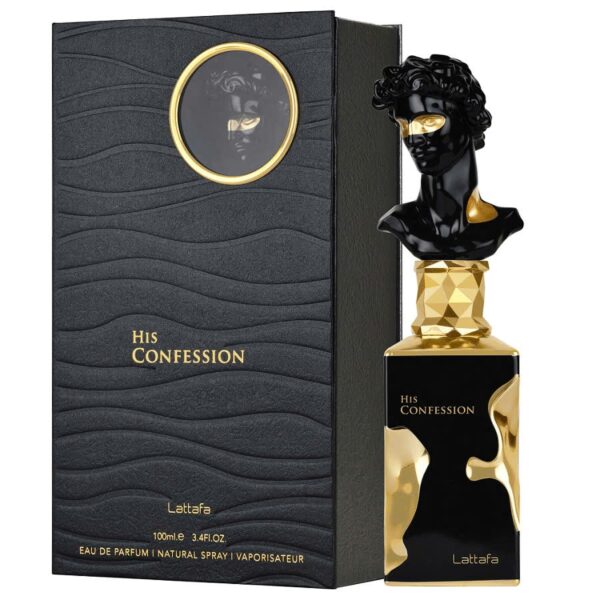 His
CONFESSION
Lattafa
100ml.e 3.4FL.OZ.
EAU DE PARFUM | NATURAL SPRAY | VAPORISATEUR
His
CONFESSION
Lattafa